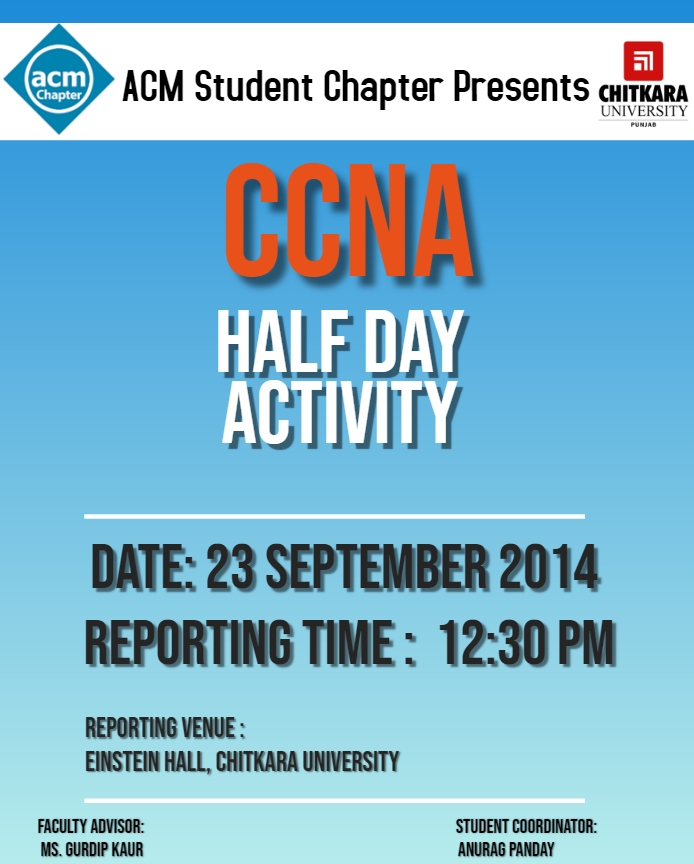 acm
Chapter
ACM Student Chapter Presents
CHITKARA
UNIVERSITY
PUNJAB
CCNA
HALF DAY
ACTIVITY
DATE: 23 SEPTEMBER 2014
REPORTING TIME : 12:30 PM
REPORTING VENUE :
EINSTEIN HALL, CHITKARA UNIVERSITY
FACULTY ADVISOR:
MS. GURDIP KAUR
STUDENT COORDINATOR:
ANURAG PANDAY